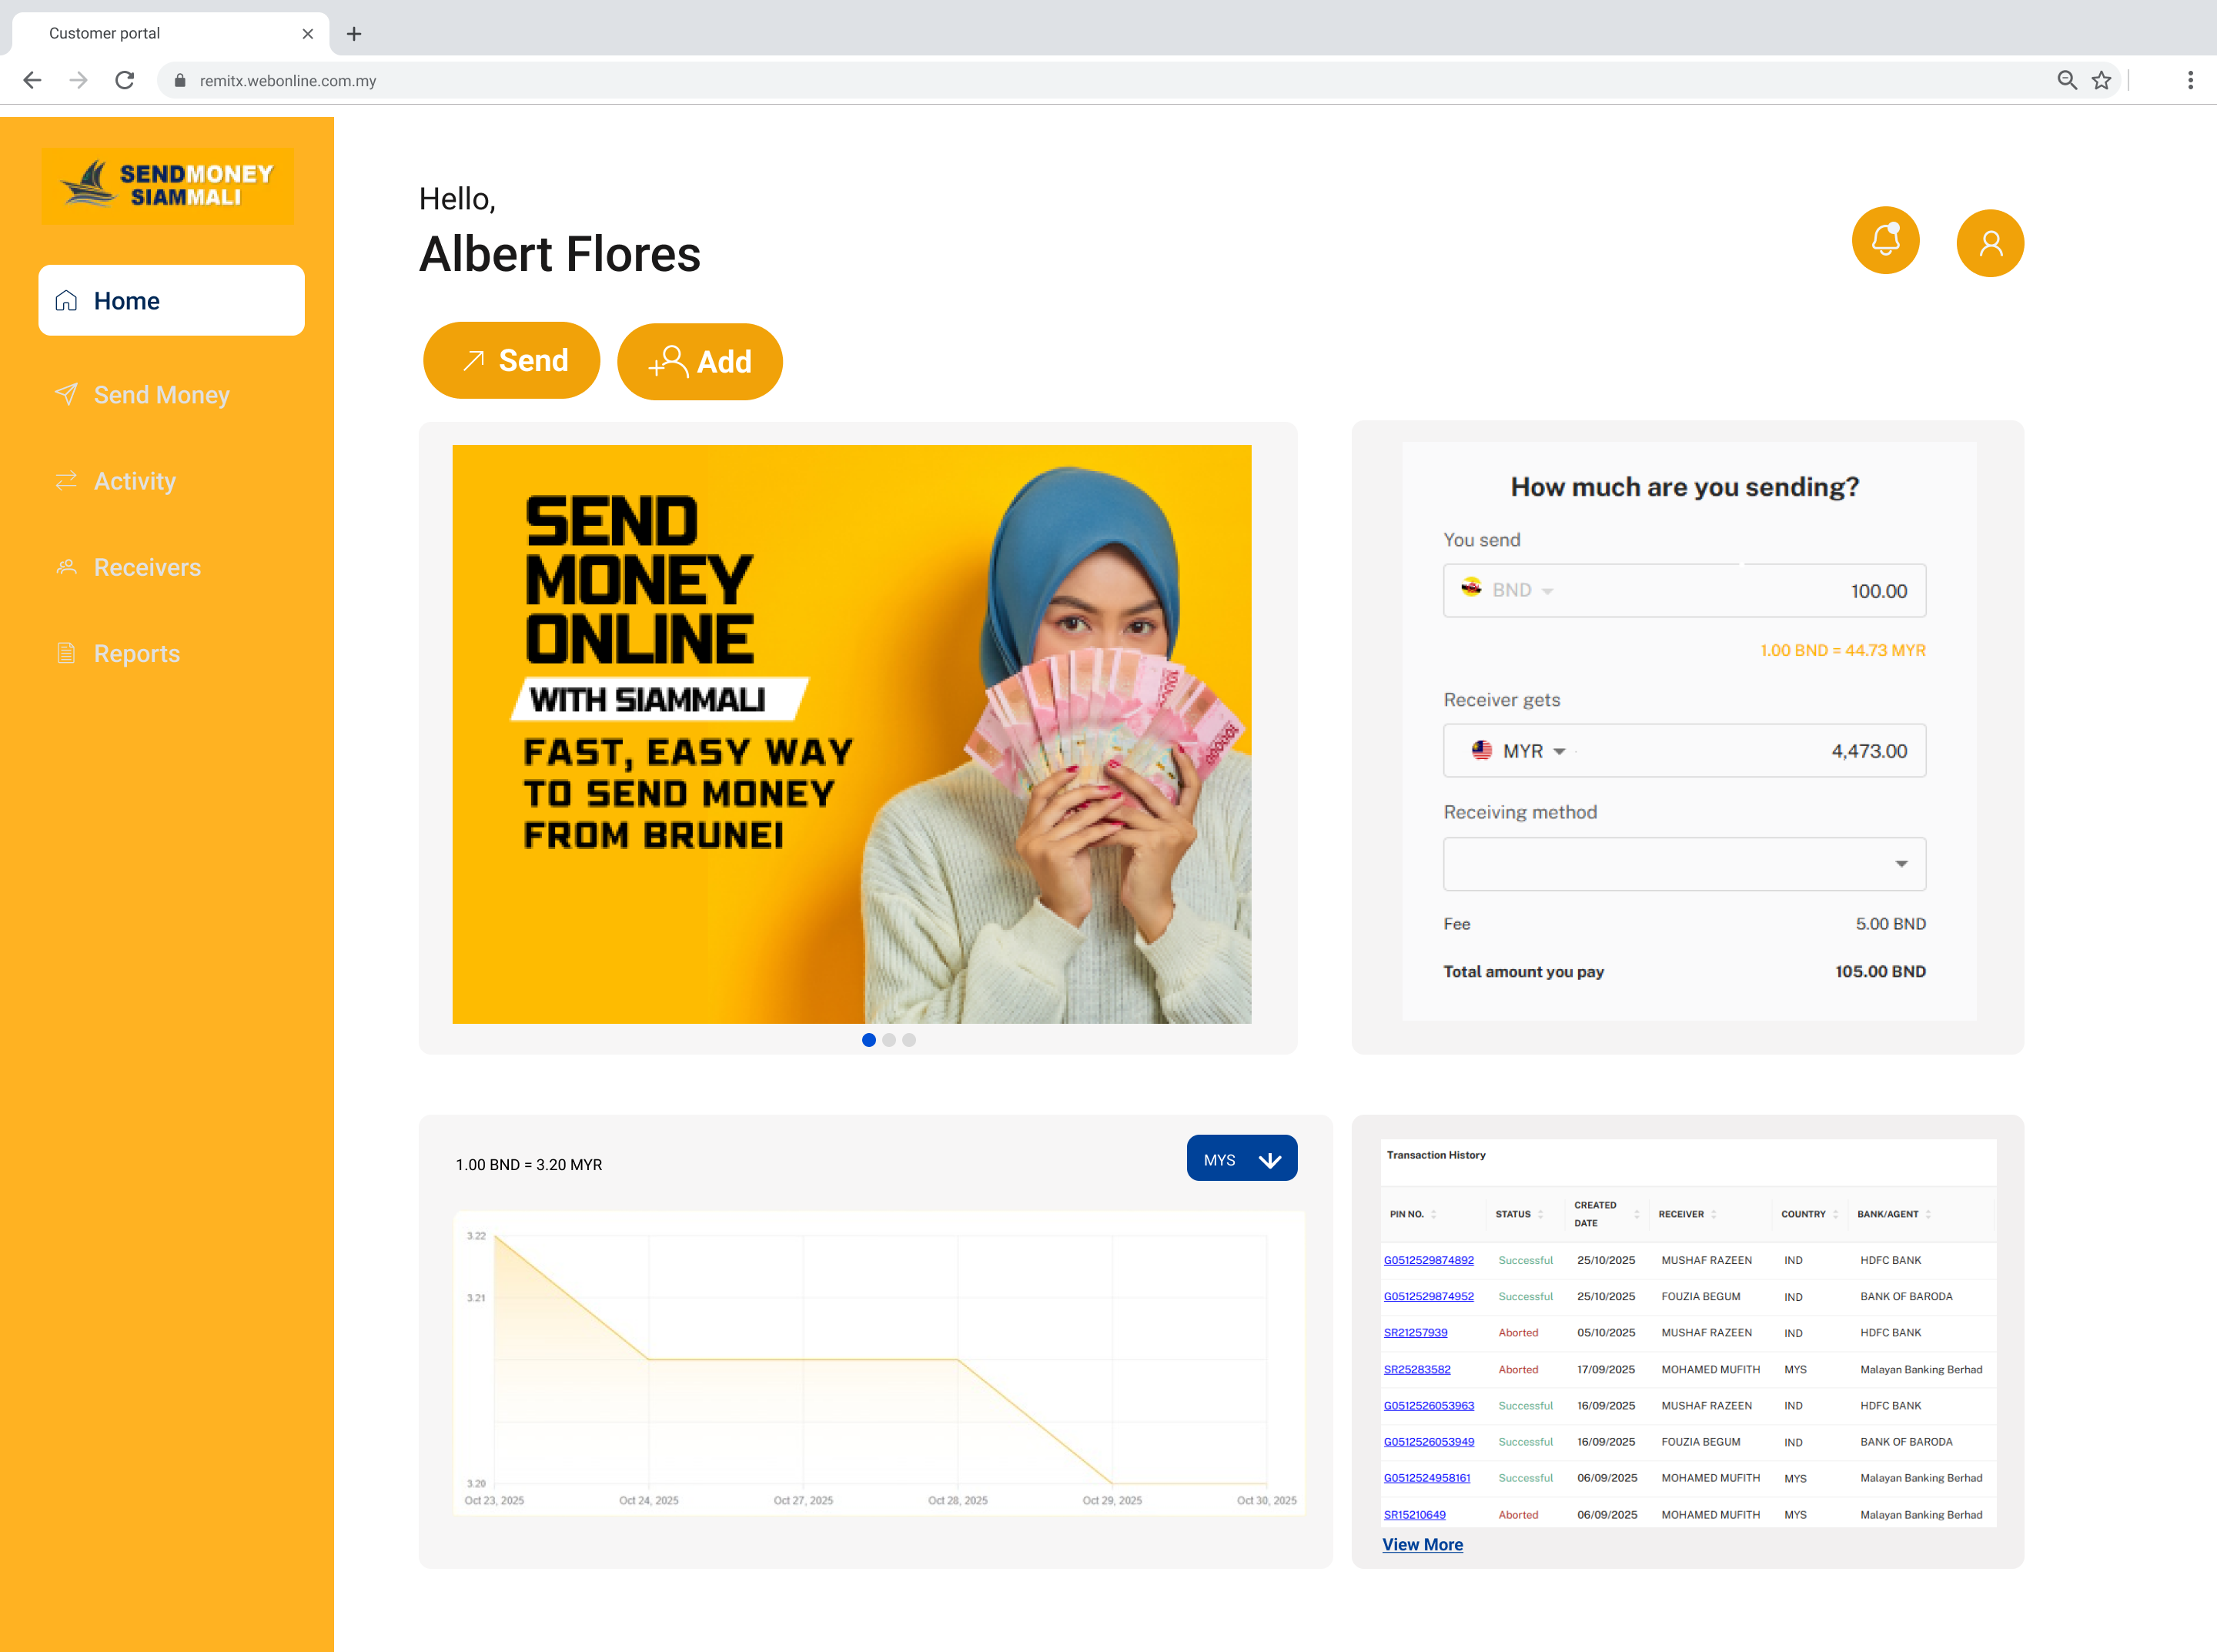 Customer portal
remitx.webonline.com.my
SENDMONEY
SIAMMALI
Home
Send Money
Activity
Receivers
Reports
Hello,
Albert Flores
Send
Add
SEND
MONEY
ONLINE
WITH SIAMMALI
FAST, EASY WAY
TO SEND MONEY
FROM BRUNEI
100000
How much are you sending?
You send
BND 100.00
1.00 BND = 44.73 MYR
Receiver gets
MYR 4,473.00
Receiving method
Fee 5.00 BND
Total amount you pay 105.00 BND
1.00 BND = 3.20 MYR
MYS
3.22
3.21
3.20
Oct 23, 2025 Oct 24, 2025 Oct 27, 2025 Oct 28, 2025 Oct 29, 2025 Oct 30, 2025
Transaction History
PIN NO. STATUS CREATED DATE RECEIVER COUNTRY BANK/AGENT
G0512529874892 Successful 25/10/2025 MUSHAF RAZEEN IND HDFC BANK
G0512529874952 Successful 25/10/2025 FOUZIA BEGUM IND BANK OF BARODA
SR21257939 Aborted 05/10/2025 MUSHAF RAZEEN IND HDFC BANK
SR25283582 Aborted 17/09/2025 MOHAMED MUFITH MYS Malayan Banking Berhad
G0512526053963 Successful 16/09/2025 MUSHAF RAZEEN IND HDFC BANK
G0512526053949 Successful 16/09/2025 FOUZIA BEGUM IND BANK OF BARODA
G0512524958161 Successful 06/09/2025 MOHAMED MUFITH MYS Malayan Banking Berhad
SR15210649 Aborted 06/09/2025 MOHAMED MUFITH MYS Malayan Banking Berhad
View More